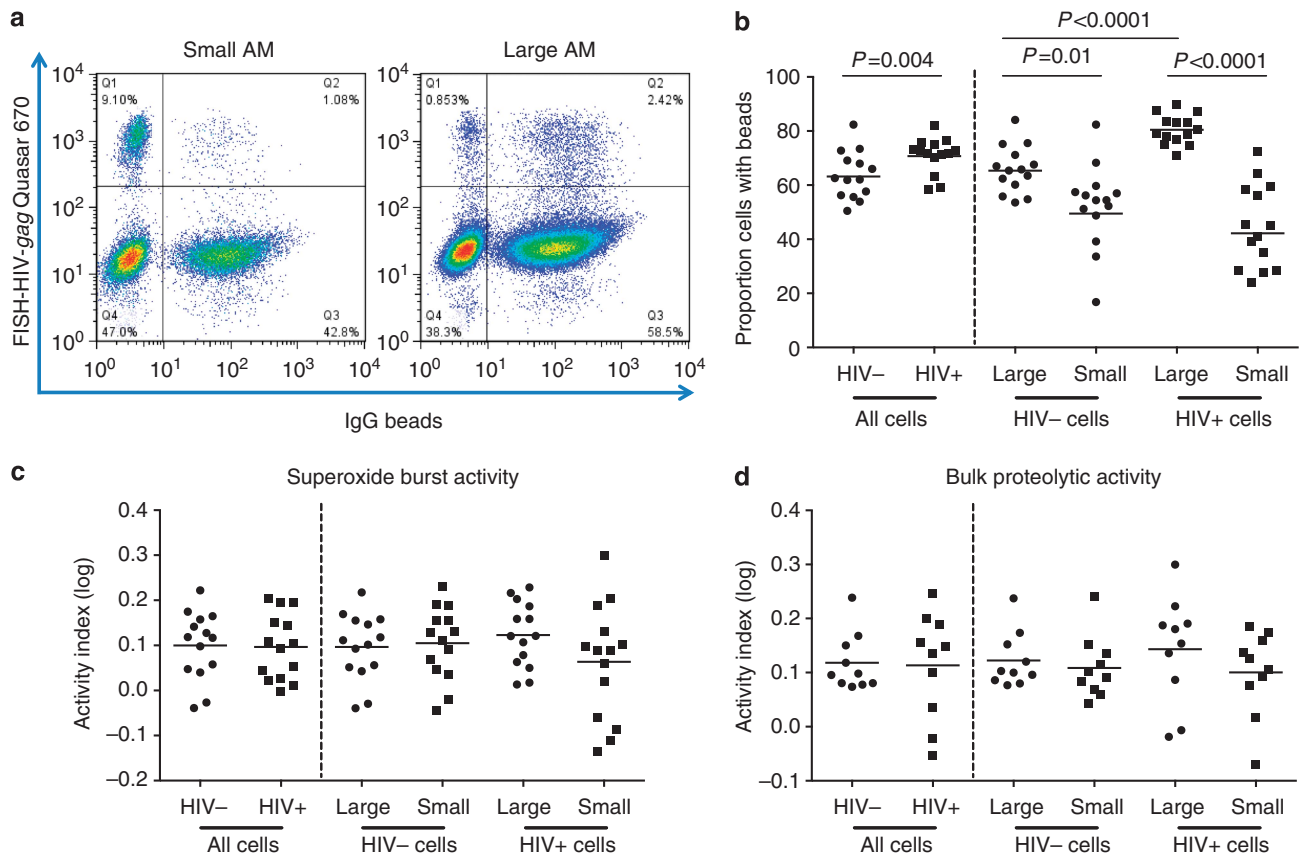 a
Small AM
Large AM
FISH-HIV-gag Quasar 670
10⁴
10³
10²
10¹
10⁰
Q1
9.10%
Q2
1.08%
Q4
47.0%
Q3
42.8%
10⁰ 10¹ 10² 10³ 10⁴
10⁴
10³
10²
10¹
10⁰
Q1
0.853%
Q2
2.42%
Q4
38.3%
Q3
58.5%
10⁰ 10¹ 10² 10³ 10⁴
IgG beads
b
P<0.0001
P=0.004
P=0.01
P<0.0001
Proportion cells with beads
100
80
60
40
20
0
HIV– HIV+ Large Small Large Small
All cells HIV– cells HIV+ cells
c
Superoxide burst activity
Activity index (log)
0.4
0.3
0.2
0.1
0.0
–0.1
–0.2
HIV– HIV+ Large Small Large Small
All cells HIV– cells HIV+ cells
d
Bulk proteolytic activity
Activity index (log)
0.4
0.3
0.2
0.1
0.0
–0.1
HIV– HIV+ Large Small Large Small
All cells HIV– cells HIV+ cells